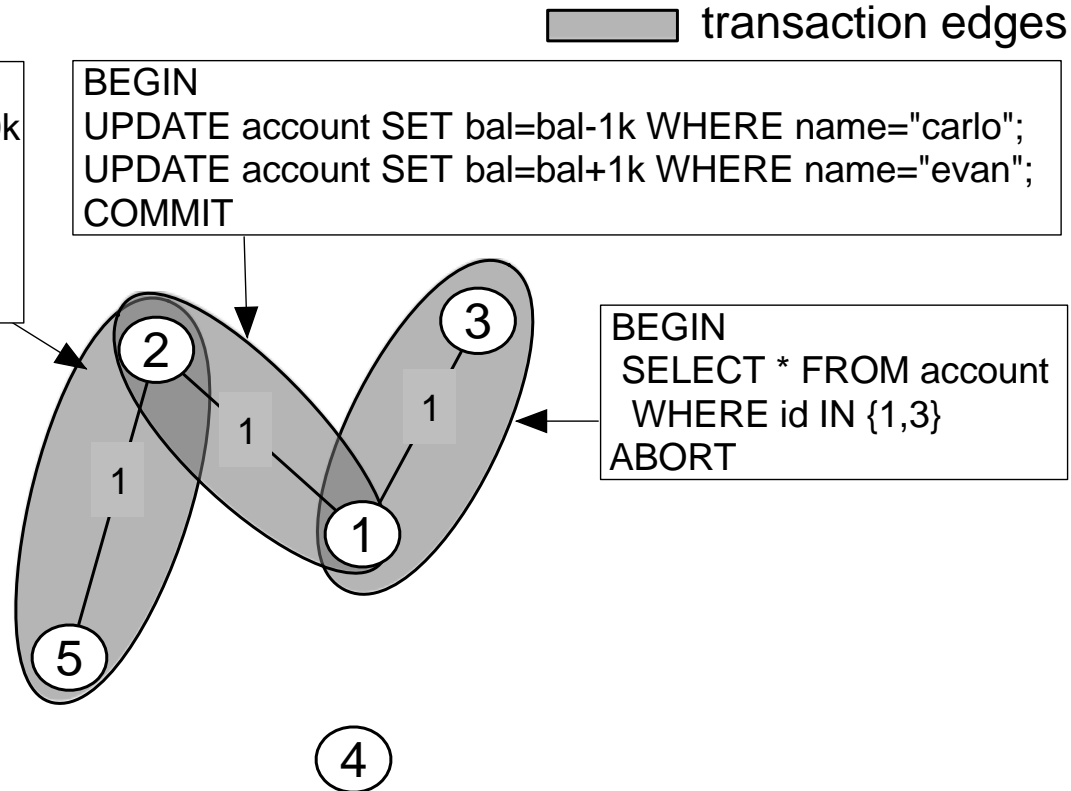 transaction edges
k
BEGIN
UPDATE account SET bal=bal-1k WHERE name="carlo";
UPDATE account SET bal=bal+1k WHERE name="evan";
COMMIT
2
3
1
1
1
1
5
4
BEGIN
SELECT * FROM account
WHERE id IN {1,3}
ABORT